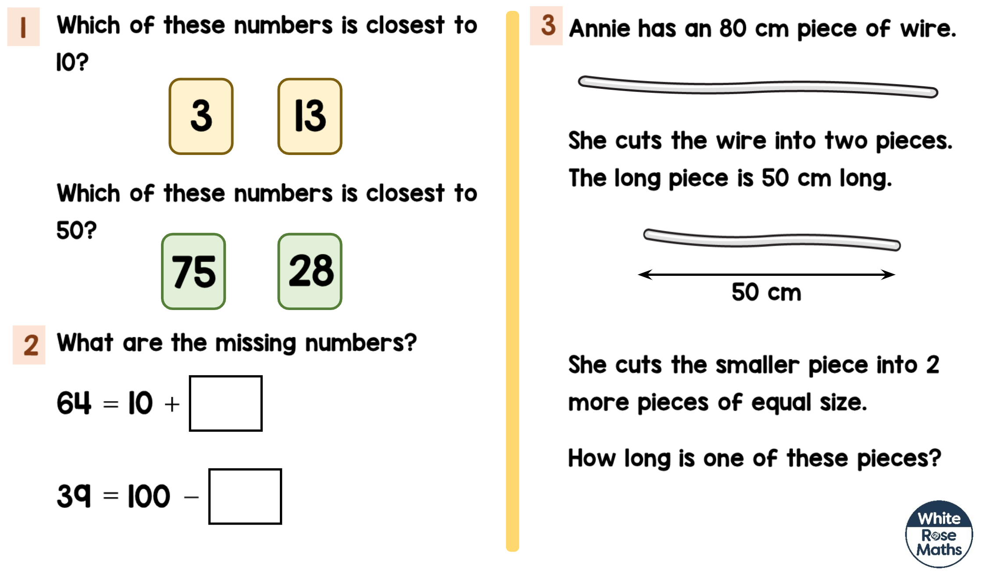 1 Which of these numbers is closest to
10?
3 13
Which of these numbers is closest to
50?
75 28
2 What are the missing numbers?
64 = 10 +
39 = 100 −
3 Annie has an 80 cm piece of wire.
She cuts the wire into two pieces.
The long piece is 50 cm long.
50 cm
She cuts the smaller piece into 2
more pieces of equal size.
How long is one of these pieces?
White
Rose
Maths